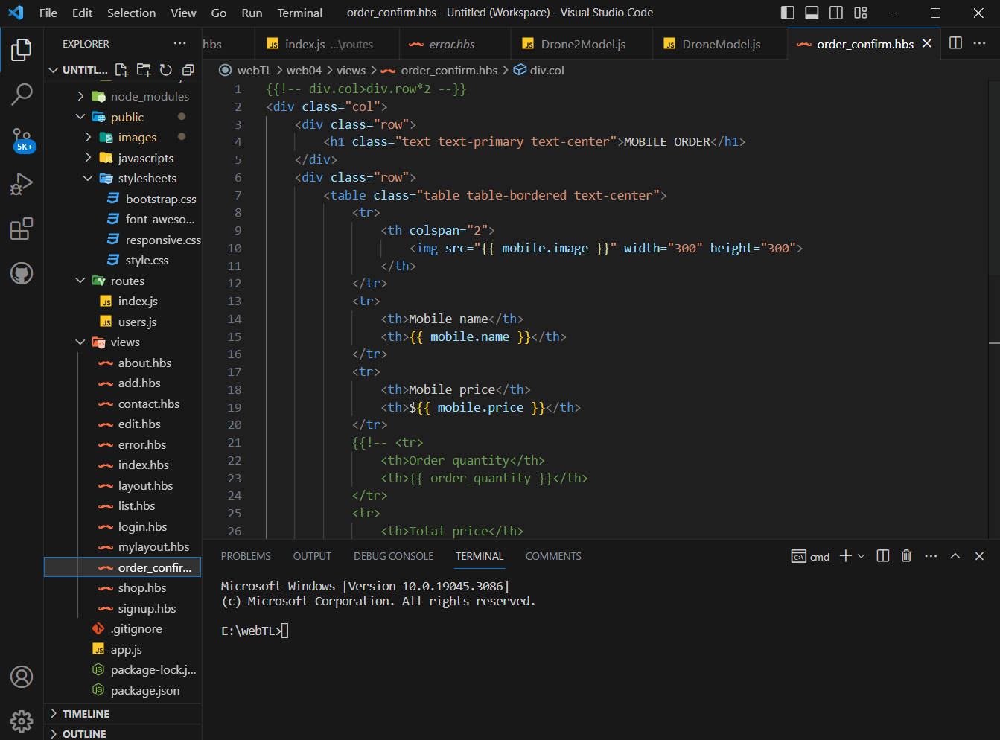 File Edit Selection View Go Run Terminal order_confirm.hbs - Untitled (Workspace) - Visual Studio Code
EXPLORER
hbs
index.js ...\routes
error.hbs
Drone2Model.js
DroneModel.js
order_confirm.hbs
UNTITL...
webTL > web04 > views > order_confirm.hbs > div.col
5K+
node_modules
public
images
javascripts
stylesheets
bootstrap.css
font-aweso...
responsive.css
style.css
routes
index.js
users.js
views
about.hbs
add.hbs
contact.hbs
edit.hbs
error.hbs
index.hbs
layout.hbs
list.hbs
login.hbs
mylayout.hbs
order_confir...
shop.hbs
signup.hbs
.gitignore
app.js
package-lock.j...
package.json
TIMELINE
OUTLINE
1 {{!-- div.col>div.row*2 --}}
2 <div class="col">
3 <div class="row">
4 <h1 class="text text-primary text-center">MOBILE ORDER</h1>
5 </div>
6 <div class="row">
7 <table class="table table-bordered text-center">
8 <tr>
9 <th colspan="2">
10 <img src="{{ mobile.image }}" width="300" height="300">
11 </th>
12 </tr>
13 <tr>
14 <th>Mobile name</th>
15 <th>{{ mobile.name }}</th>
16 </tr>
17 <tr>
18 <th>Mobile price</th>
19 <th>${{ mobile.price }}</th>
20 </tr>
21 {{!-- <tr>
22 <th>Order quantity</th>
23 <th>{{ order_quantity }}</th>
24 </tr>
25 <tr>
26 <th>Total price</th>
PROBLEMS OUTPUT DEBUG CONSOLE TERMINAL COMMENTS
cmd
Microsoft Windows [Version 10.0.19045.3086]
(c) Microsoft Corporation. All rights reserved.
E:\webTL>